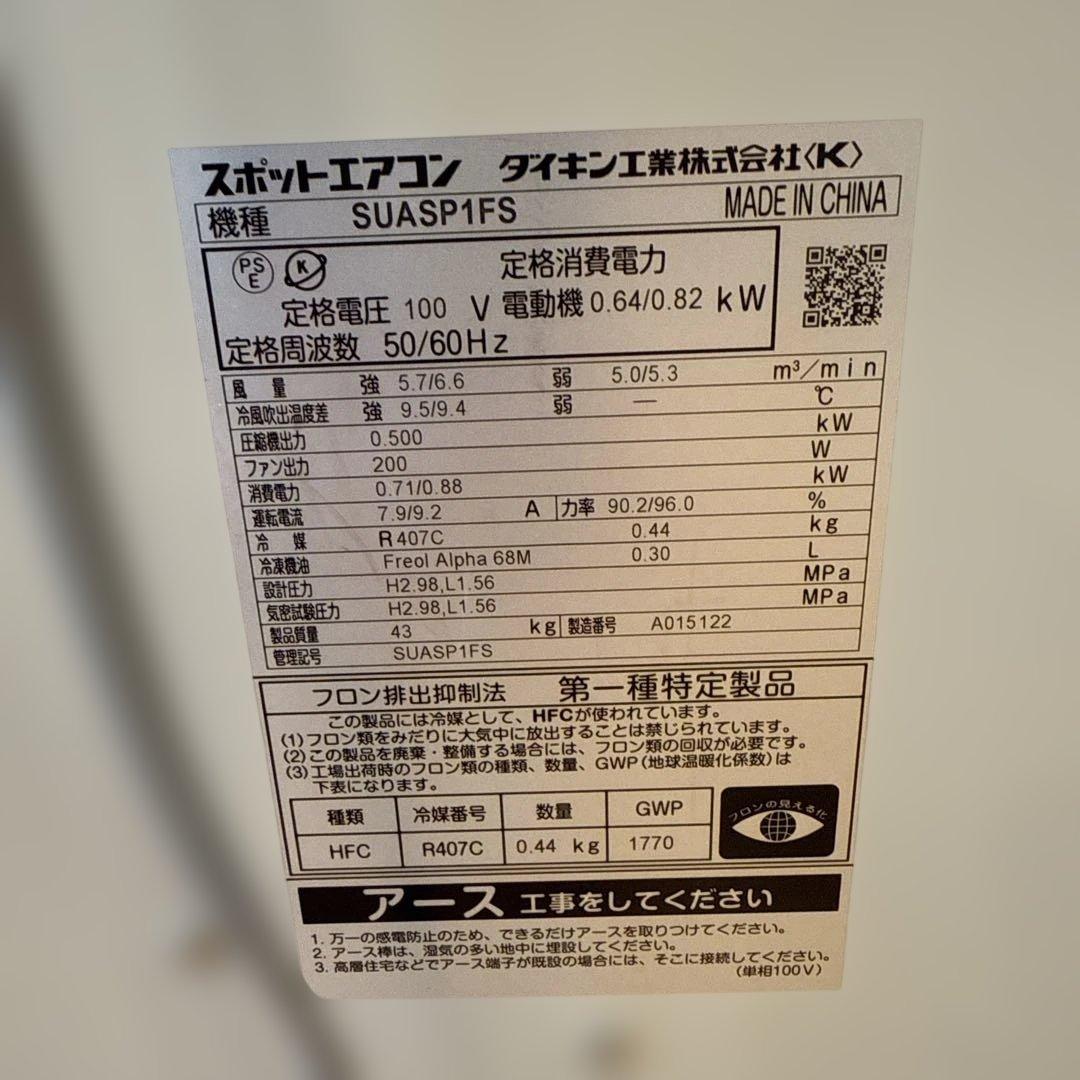 スポットエアコン ダイキン工業株式会社〈K〉
機種 SUASP1FS MADE IN CHINA
PSE K 定格消費電力
定格電圧 100 V 電動機 0.64/0.82 kW
定格周波数 50/60Hz
風量 強 5.7/6.6 弱 5.0/5.3 m³/min
冷風吹出温度差 強 9.5/9.4 弱 — ℃
圧縮機出力 0.500 kW
ファン出力 200 W
消費電力 0.71/0.88 kW
運転電流 7.9/9.2 A 力率 90.2/96.0 %
冷媒 R407C 0.44 kg
冷凍機油 Freol Alpha 68M 0.30 L
設計圧力 H2.98,L1.56 MPa
気密試験圧力 H2.98,L1.56 MPa
製品質量 43 kg 製造番号 A015122
管理記号 SUASP1FS
フロン排出抑制法 第一種特定製品
この製品には冷媒として、HFCが使われています。
(1)フロン類をみだりに大気中に放出することは禁じられています。
(2)この製品を廃棄・整備する場合には、フロン類の回収が必要です。
(3)工場出荷時のフロン類の種類、数量、GWP(地球温暖化係数)は
下表になります。
種類 冷媒番号 数量 GWP
HFC R407C 0.44 kg 1770
フロンの見える化
アース 工事をしてください
1. 万一の感電防止のため、できるだけアースを取りつけてください。
2. アース棒は、湿気の多い地中に埋設してください。
3. 高層住宅などでアース端子が既設の場合には、そこに接続してください。
(単相100V)